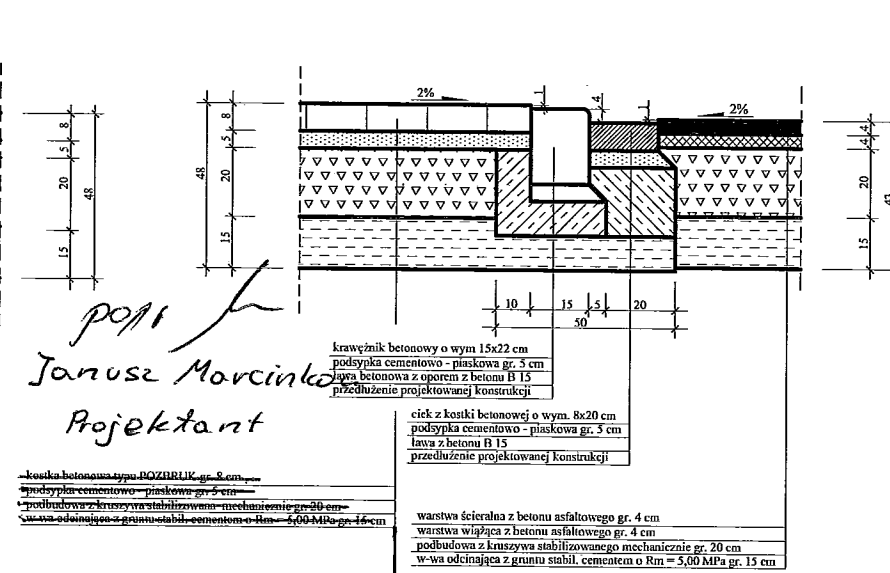 2%
1
4
1
2%
8
5
20
15
48
48
8
5
20
15
4
4
20
15
43
10
15
5
20
50
popr
Janusz Marcinkow
Projektant
krawężnik betonowy o wym 15x22 cm
podsypka cementowo - piaskowa gr. 5 cm
ława betonowa z oporem z betonu B 15
przedłużenie projektowanej konstrukcji
ciek z kostki betonowej o wym. 8x20 cm
podsypka cementowo - piaskowa gr. 5 cm
ława z betonu B 15
przedłużenie projektowanej konstrukcji
kostka betonowa typu POZBRUK gr. 8 cm
podsypka cementowo - piaskowa gr 5 cm
podbudowa z kruszywa stabilizowana mechanicznie gr. 20 cm
w-wa odcinająca z gruntu stabil. cementem o Rm = 5,00 MPa gr. 15 cm
warstwa ścieralna z betonu asfaltowego gr. 4 cm
warstwa wiążąca z betonu asfaltowego gr. 4 cm
podbudowa z kruszywa stabilizowanego mechanicznie gr. 20 cm
w-wa odcinająca z gruntu stabil. cementem o Rm = 5,00 MPa gr. 15 cm